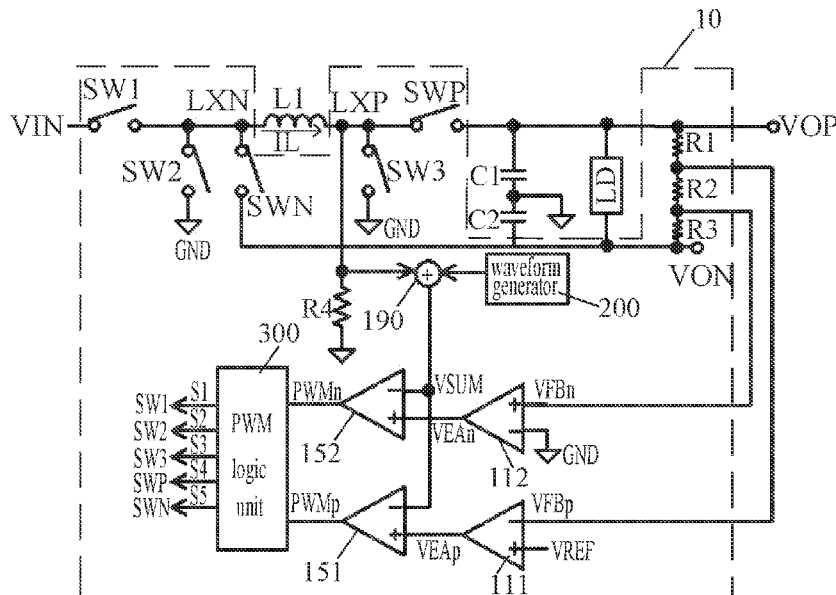 10
SW1
LXN
L1
LXP
SWP
VIN
VOP
IL
R1
SW2
SWN
SW3
C1
LD
R2
GND
C2
GND
R3
VON
waveform
generator
R4
190
200
300
VSUM
PWMn
VEAn
VFBn
S1
SW1
S2
SW2
PWM
152
112
GND
S3
SW3
logic
S4
SWP
unit
S5
SWN
PWMp
VFBp
151
VEAp
111
VREF